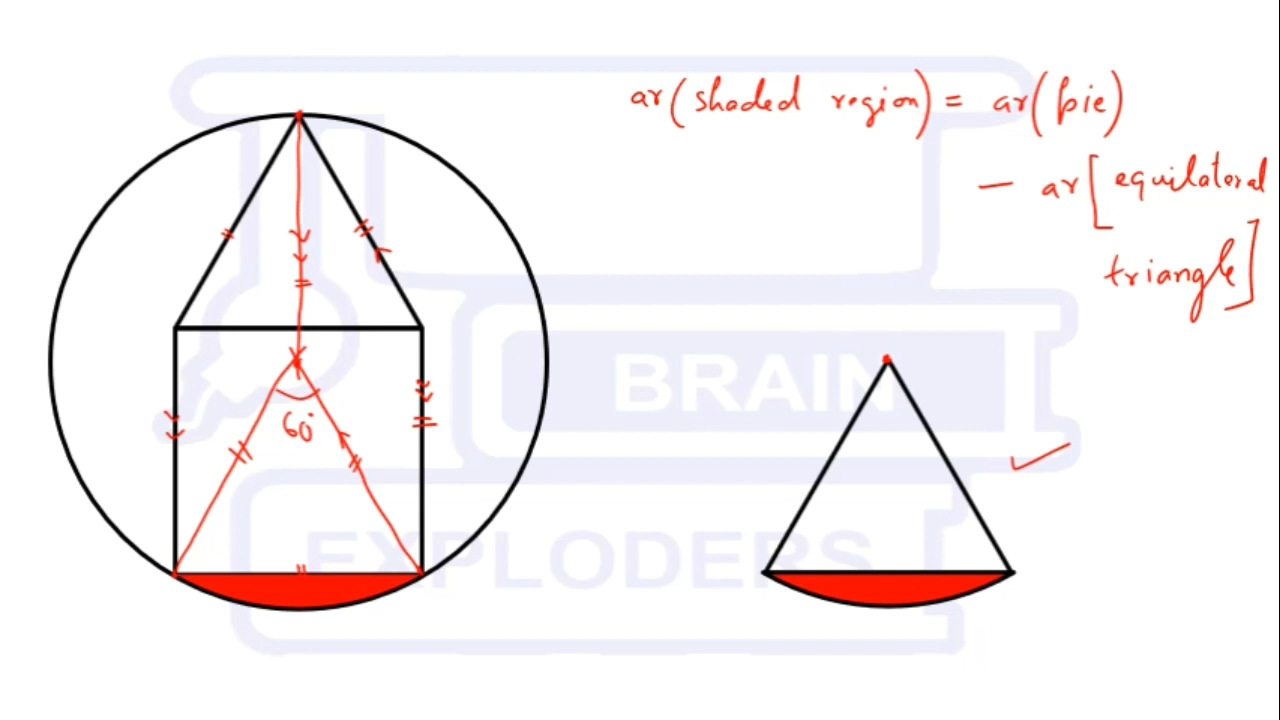 ar(shaded region) = ar(pie)
— ar[equilateral
triangle]
60°
BRAIN
EXPLODERS